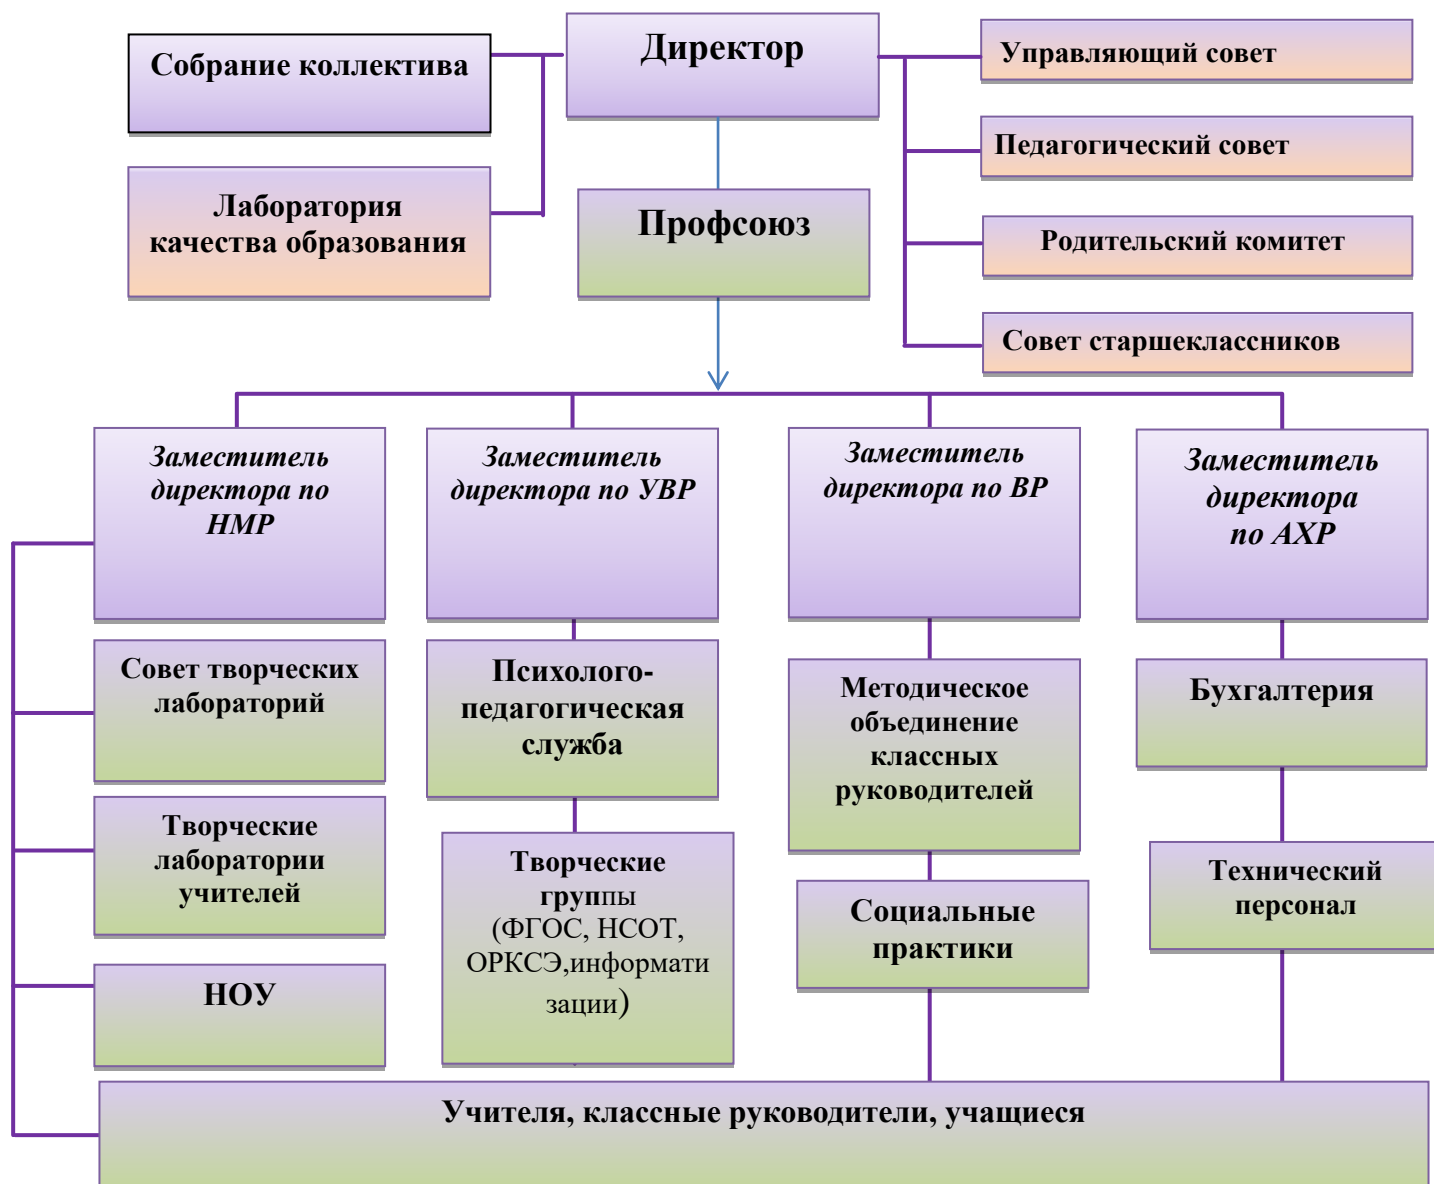 Собрание коллектива
Директор
Управляющий совет
Педагогический совет
Лаборатория
качества образования
Профсоюз
Родительский комитет
Совет старшеклассников
Заместитель
директора по
НМР
Заместитель
директора по УВР
Заместитель
директора по ВР
Заместитель
директора
по АХР
Совет творческих
лабораторий
Психолого-
педагогическая
служба
Методическое
объединение
классных
руководителей
Бухгалтерия
Творческие
лаборатории
учителей
Творческие
группы
(ФГОС, НСОТ,
ОРКСЭ,информати
зации)
Социальные
практики
Технический
персонал
НОУ
Учителя, классные руководители, учащиеся